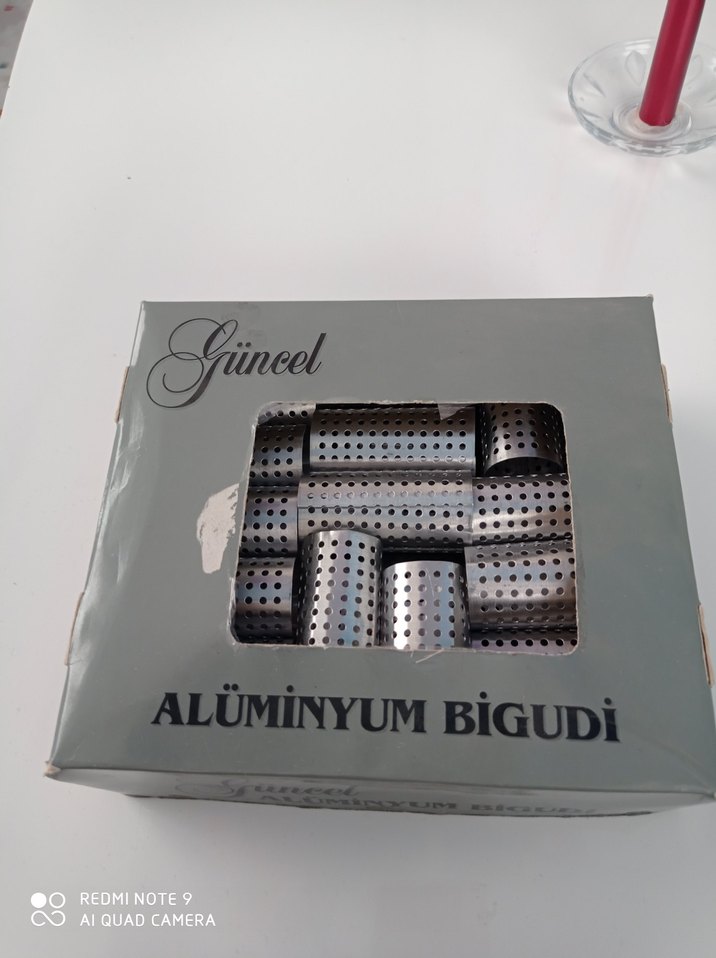 Güncel
ALÜMİNYUM BİGUDİ
Güncel
ALÜMİNYUM BİGUDİ
REDMI NOTE 9
AI QUAD CAMERA